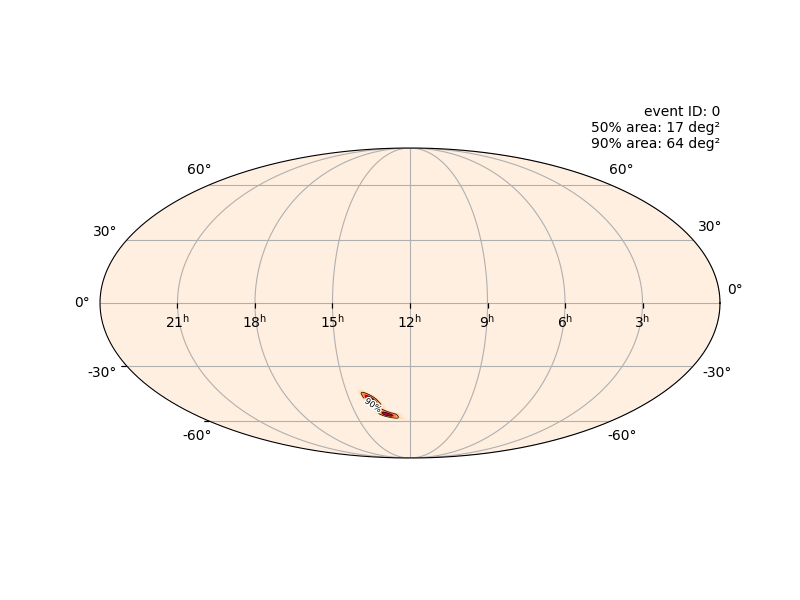 event ID: 0
50% area: 17 deg²
90% area: 64 deg²
60° 60°
30° 30°
0° 0°
21ʰ 18ʰ 15ʰ 12ʰ 9ʰ 6ʰ 3ʰ
-30° -30°
90%
-60° -60°